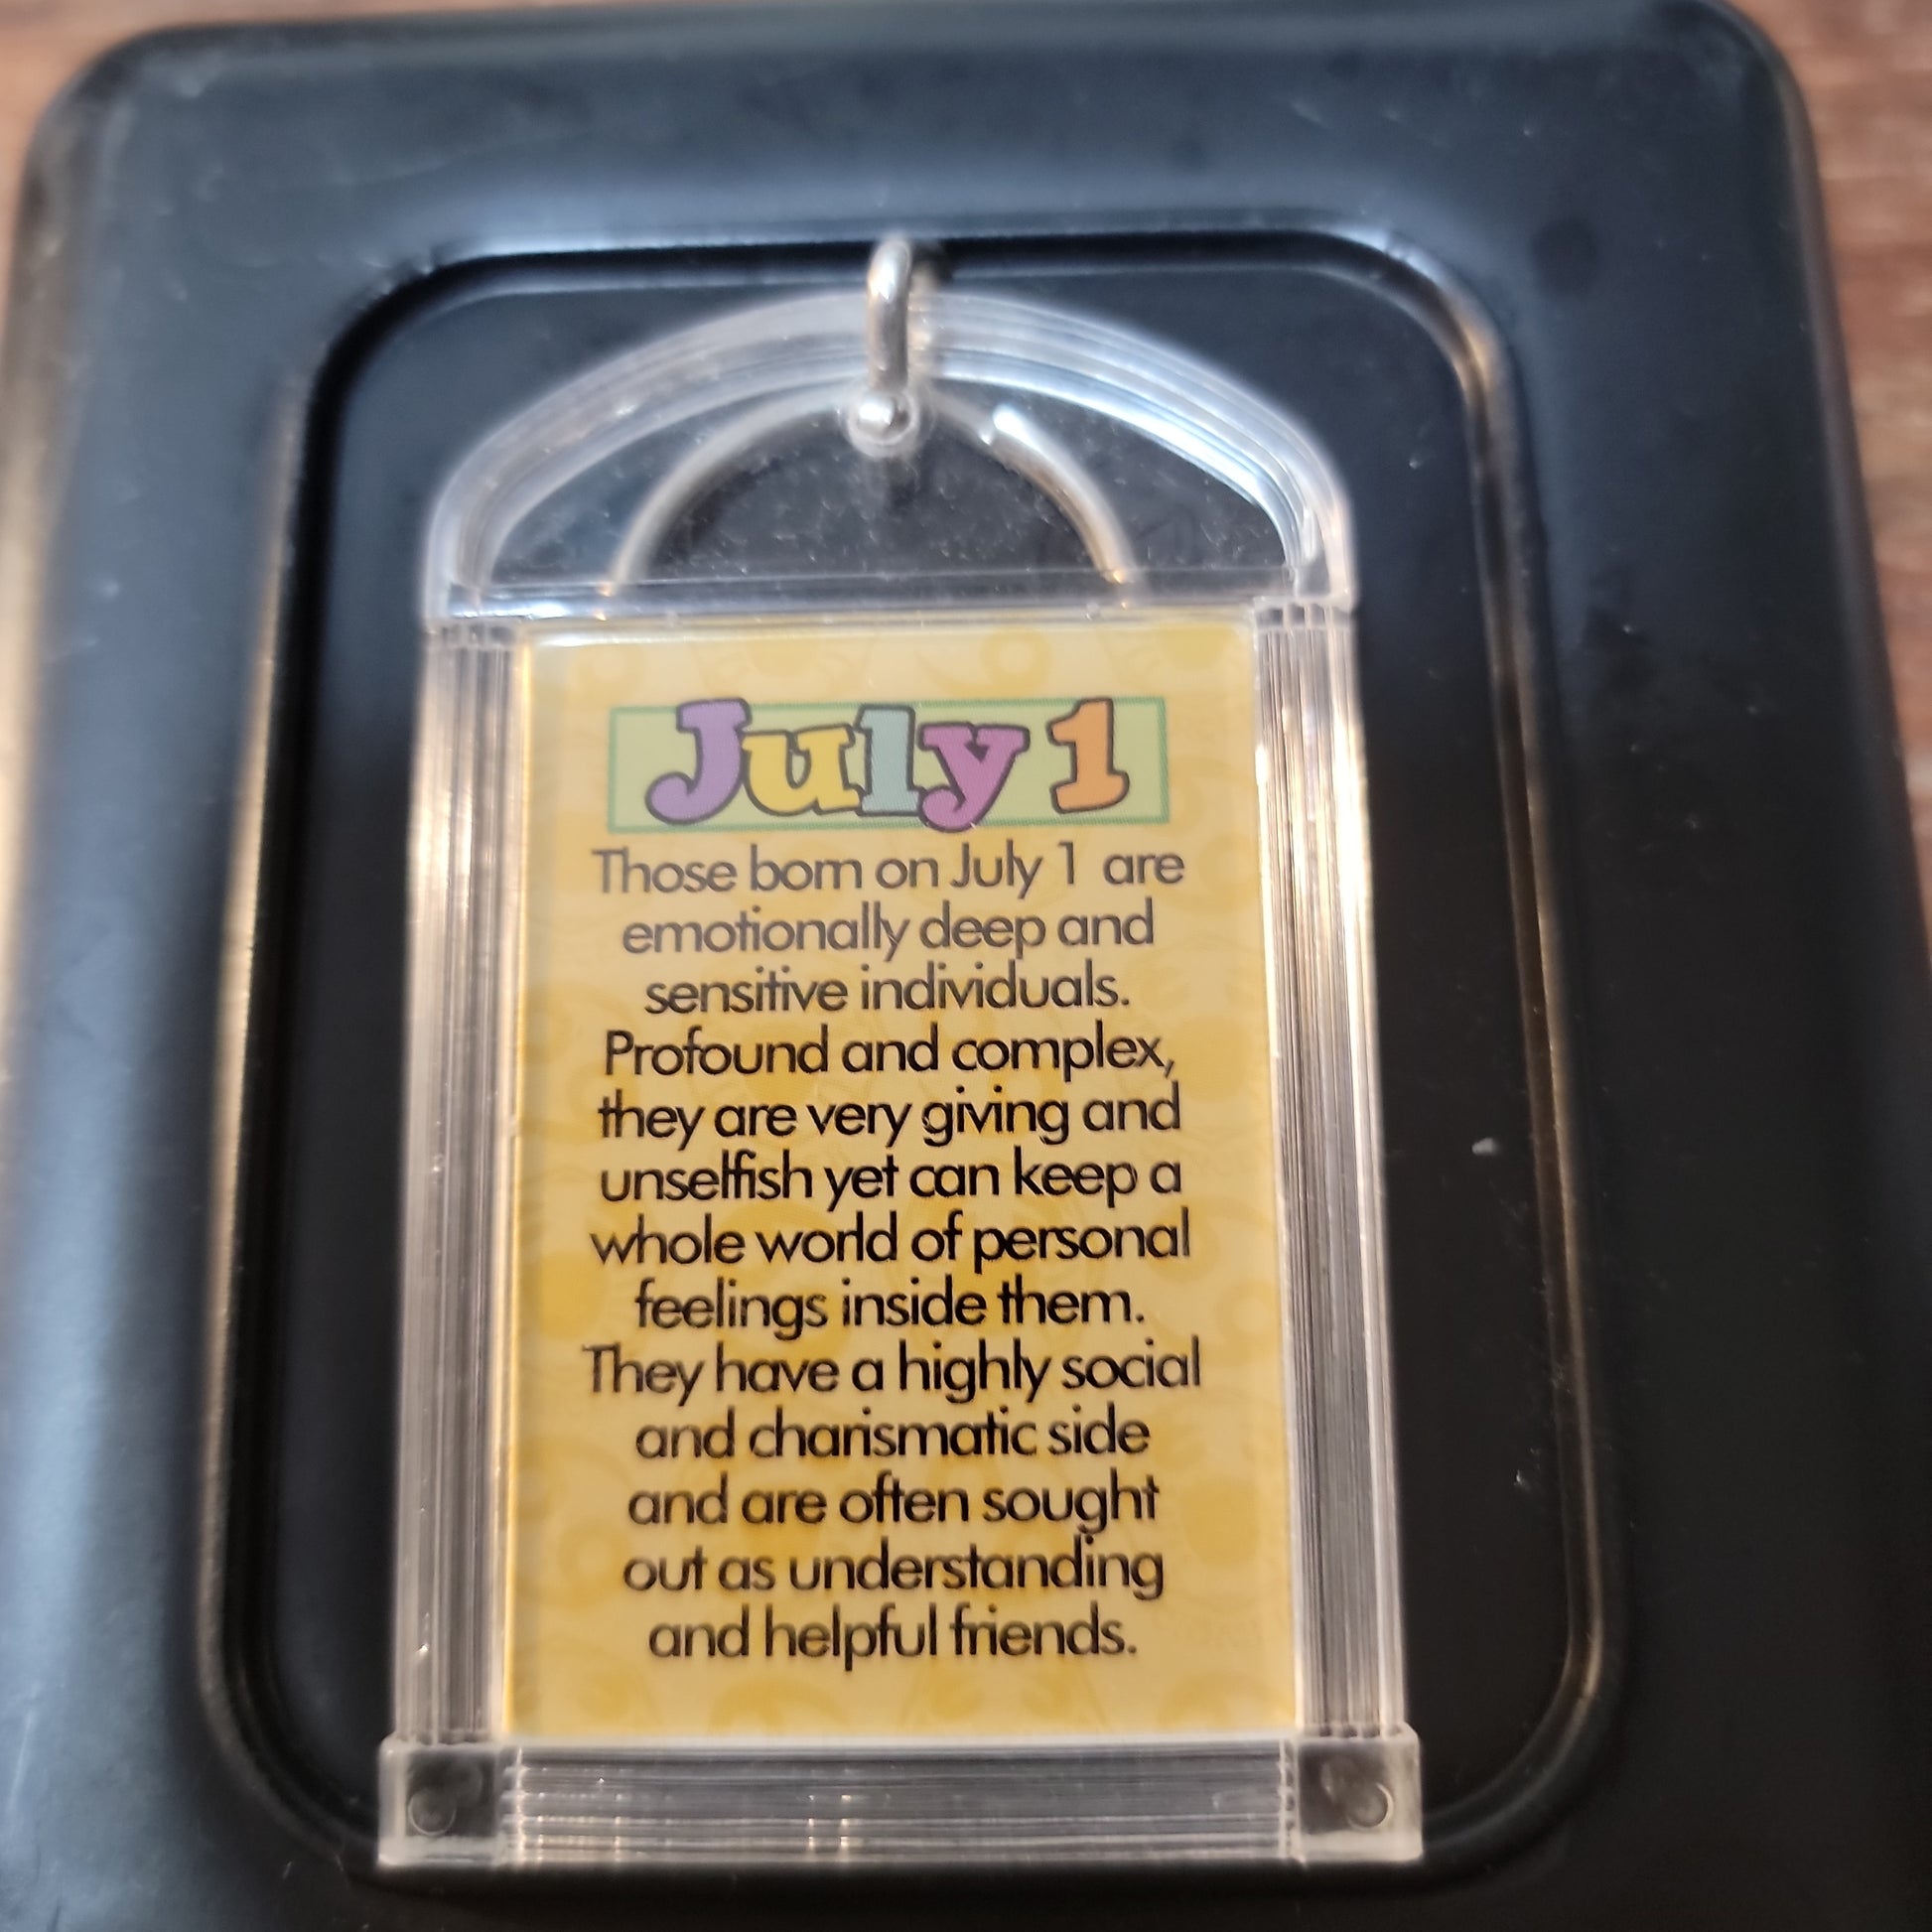 July 1
Those born on July 1 are
emotionally deep and
sensitive individuals.
Profound and complex,
they are very giving and
unselfish yet can keep a
whole world of personal
feelings inside them.
They have a highly social
and charismatic side
and are often sought
out as understanding
and helpful friends.